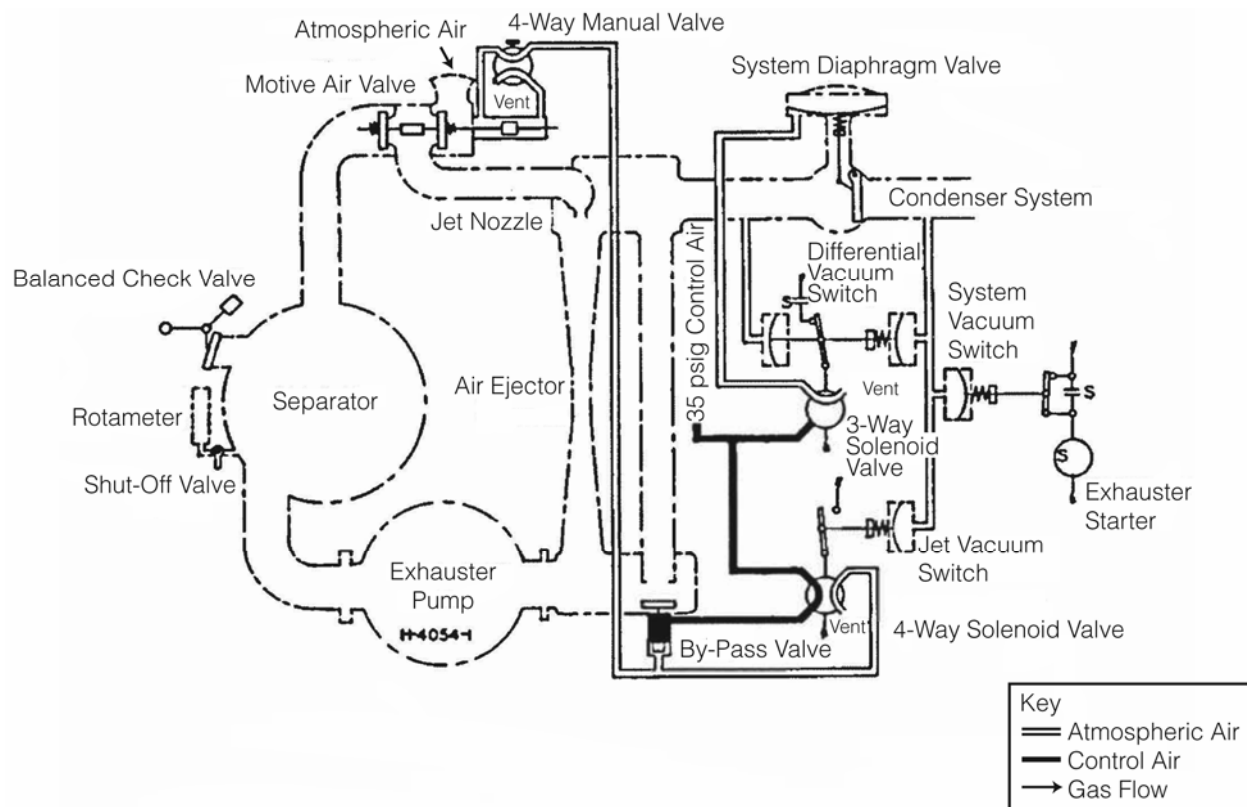 4-Way Manual Valve
Atmospheric Air
Motive Air Valve
Vent
System Diaphragm Valve
Condenser System
Jet Nozzle
Balanced Check Valve
35 psig Control Air
Differential
Vacuum
Switch
S
System
Vacuum
Switch
Rotameter
Separator
Air Ejector
Vent
S
3-Way
Solenoid
Valve
S
Shut-Off Valve
Exhauster
Starter
Exhauster
Pump
H-4054-1
Jet Vacuum
Switch
Vent
4-Way Solenoid Valve
By-Pass Valve
Key
Atmospheric Air
Control Air
Gas Flow